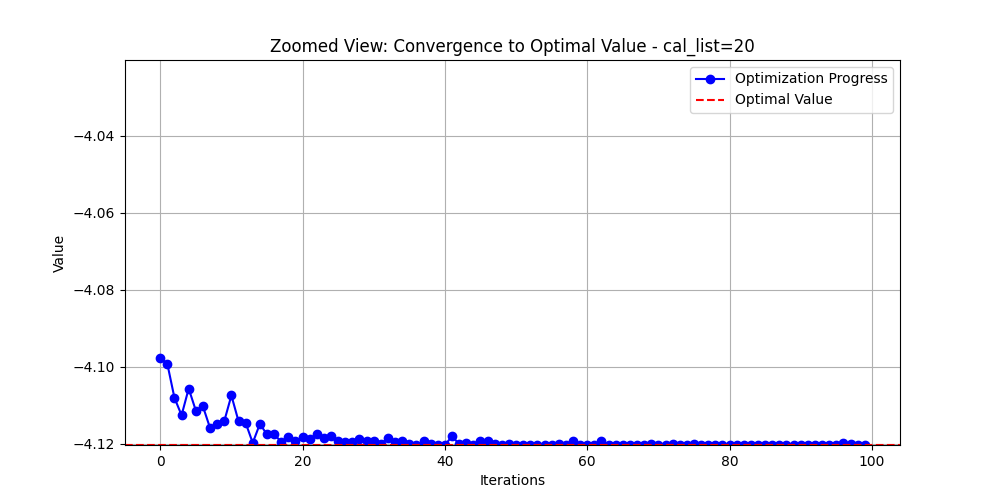 Zoomed View: Convergence to Optimal Value - cal_list=20
Optimization Progress
Optimal Value
Value
−4.04
−4.06
−4.08
−4.10
−4.12
0 20 40 60 80 100
Iterations